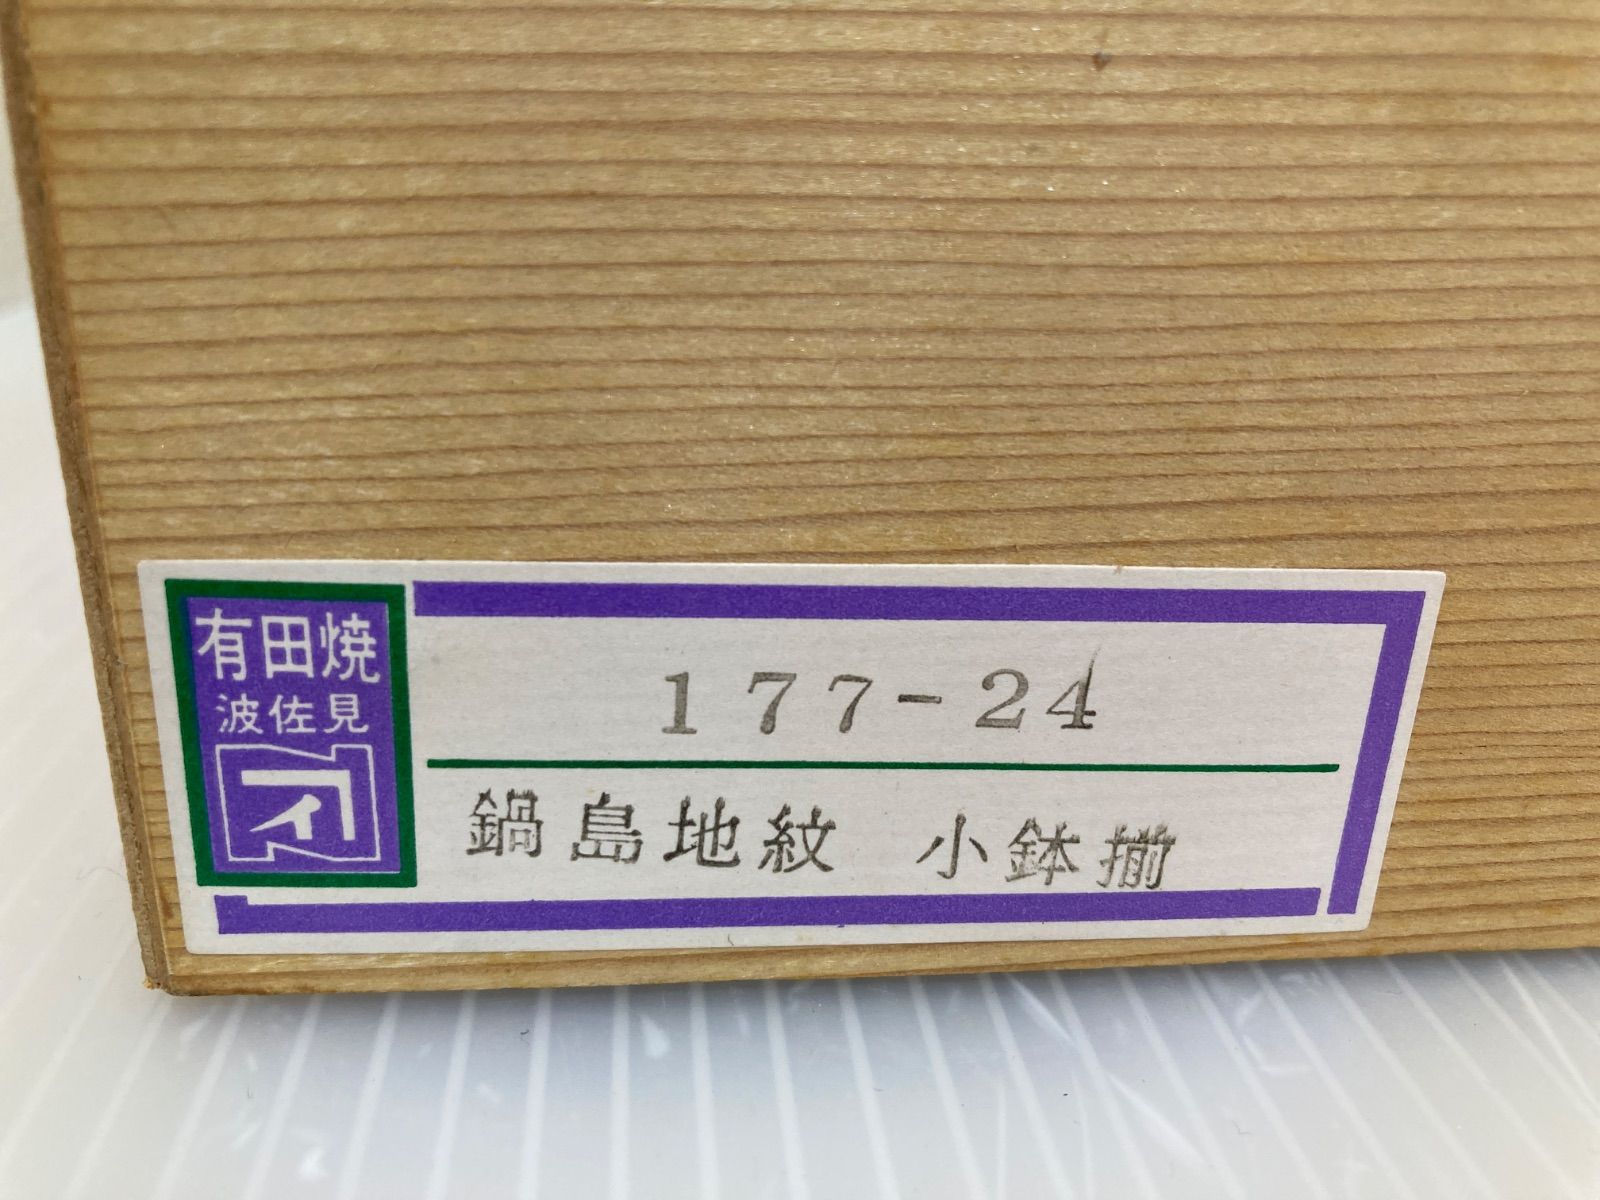 有田焼
波佐見
177-24
鍋島地紋 小鉢揃